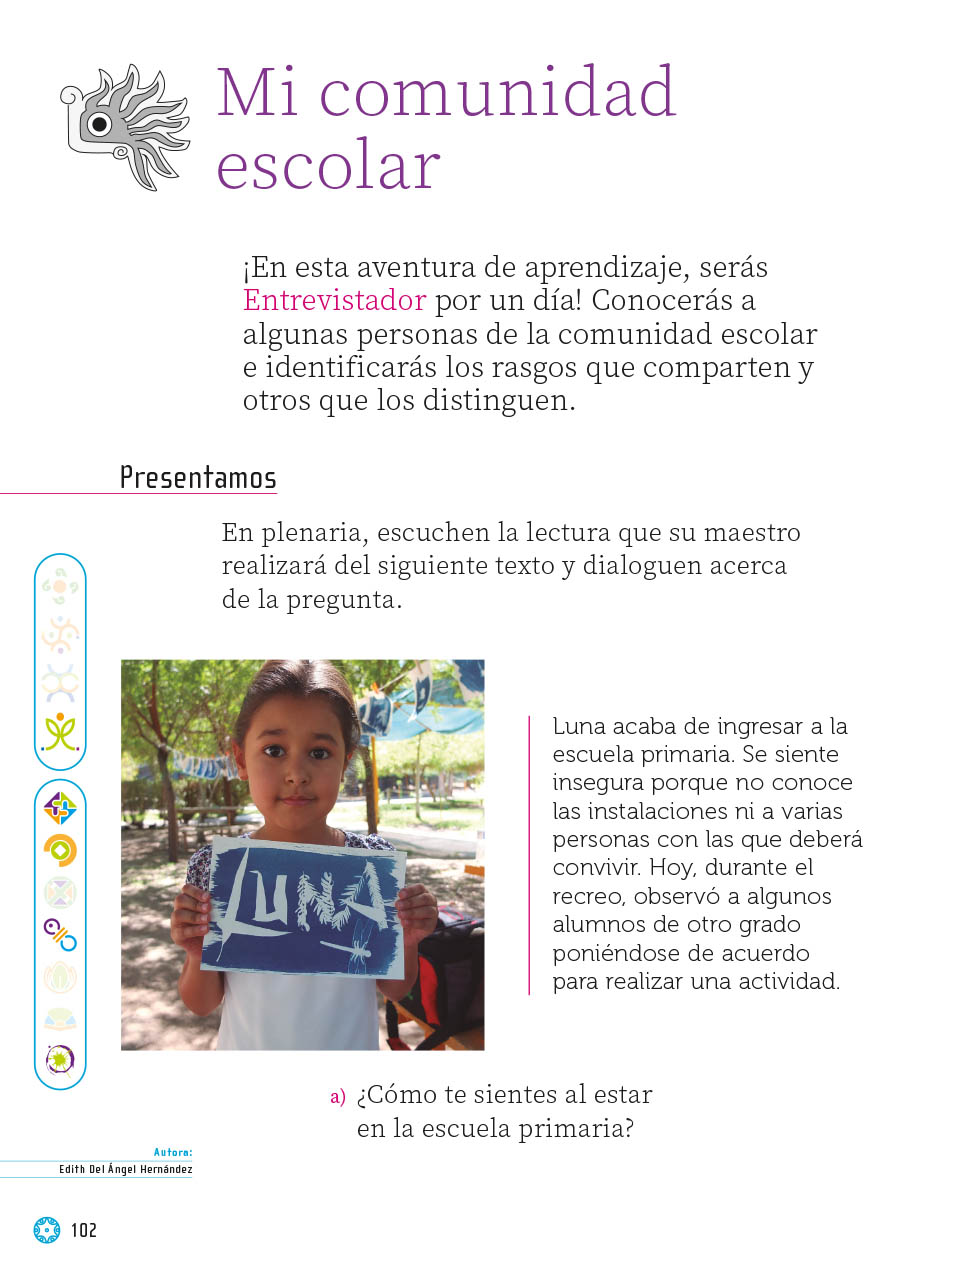 Mi comunidad
escolar
¡En esta aventura de aprendizaje, serás
Entrevistador por un día! Conocerás a
algunas personas de la comunidad escolar
e identificarás los rasgos que comparten y
otros que los distinguen.
Presentamos
En plenaria, escuchen la lectura que su maestro
realizará del siguiente texto y dialoguen acerca
de la pregunta.
LUNA
Luna acaba de ingresar a la
escuela primaria. Se siente
insegura porque no conoce
las instalaciones ni a varias
personas con las que deberá
convivir. Hoy, durante el
recreo, observó a algunos
alumnos de otro grado
poniéndose de acuerdo
para realizar una actividad.
a) ¿Cómo te sientes al estar
en la escuela primaria?
Autora:
Edith Del Ángel Hernández
102